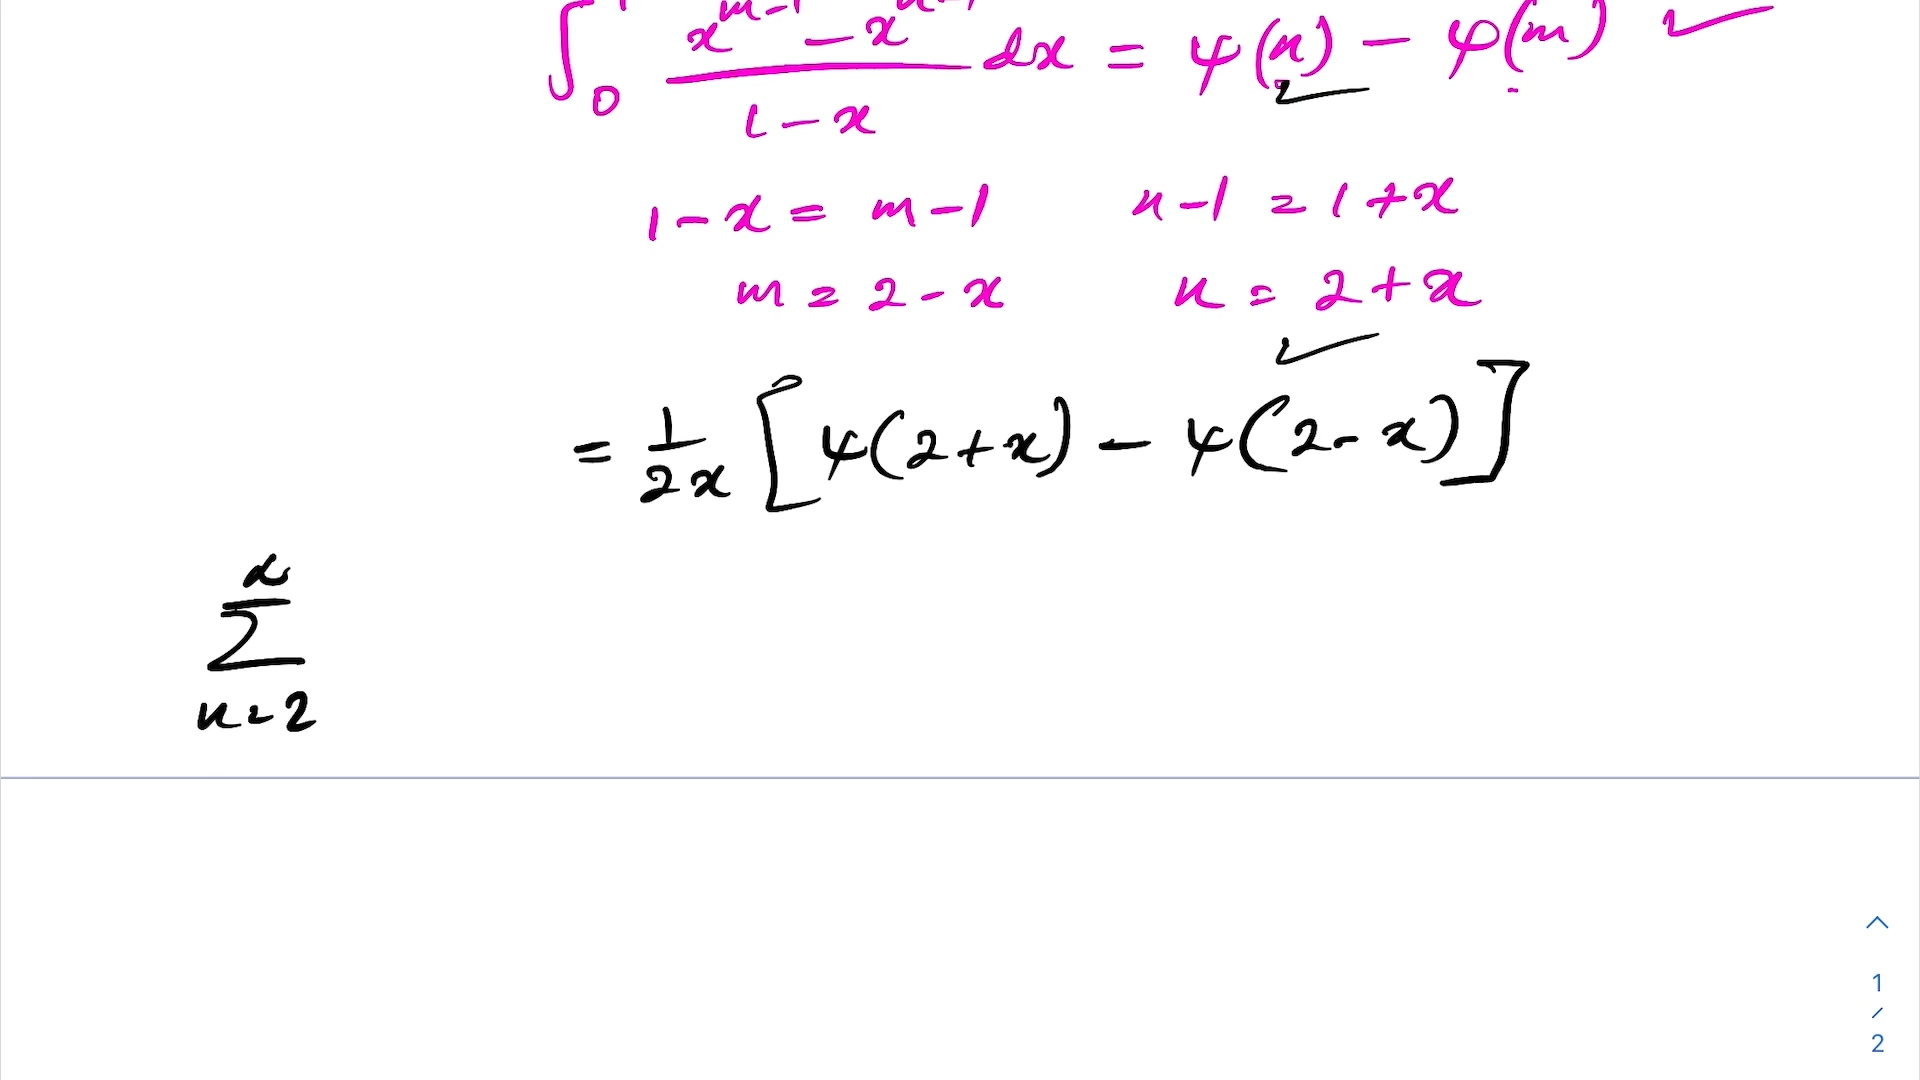 ∫₀¹ (x^{m-1} - x^{n-1})/(1-x) dx = ψ(n) - ψ(m)
1-x = m-1 n-1 = 1+x
m = 2-x n = 2+x
= 1/2x [ψ(2+x) - ψ(2-x)]
∞
Σ
n=2
1
/
2